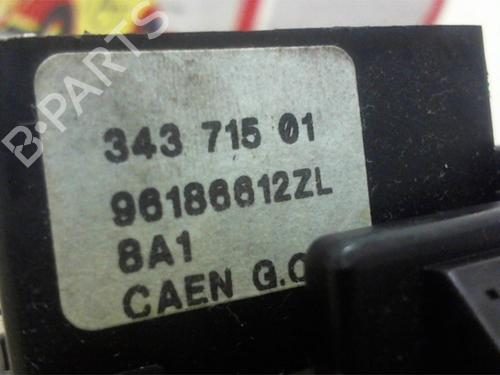 B-PARTS
343 715 01
96186612ZL
8A1
CAEN G.